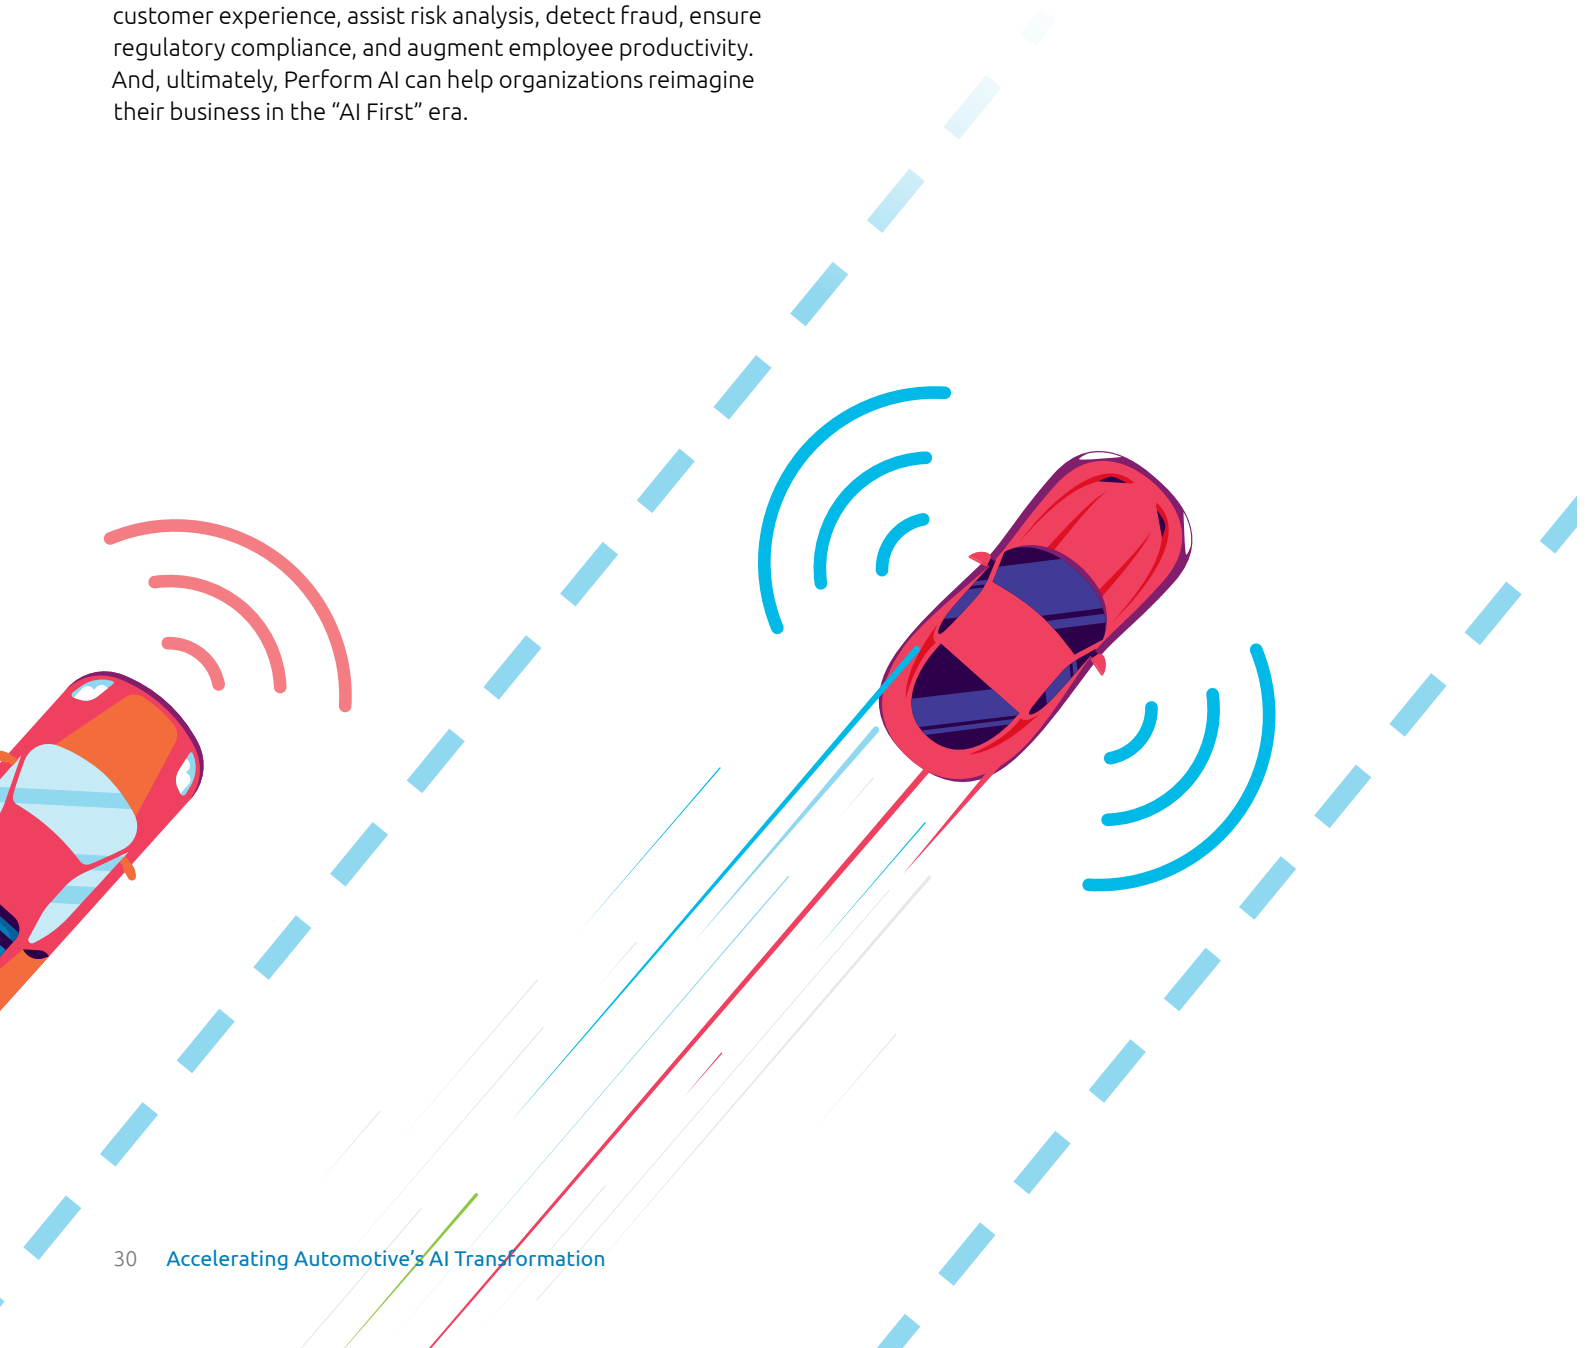 customer experience, assist risk analysis, detect fraud, ensure
regulatory compliance, and augment employee productivity.
And, ultimately, Perform AI can help organizations reimagine
their business in the “AI First” era.
30 Accelerating Automotive’s AI Transformation